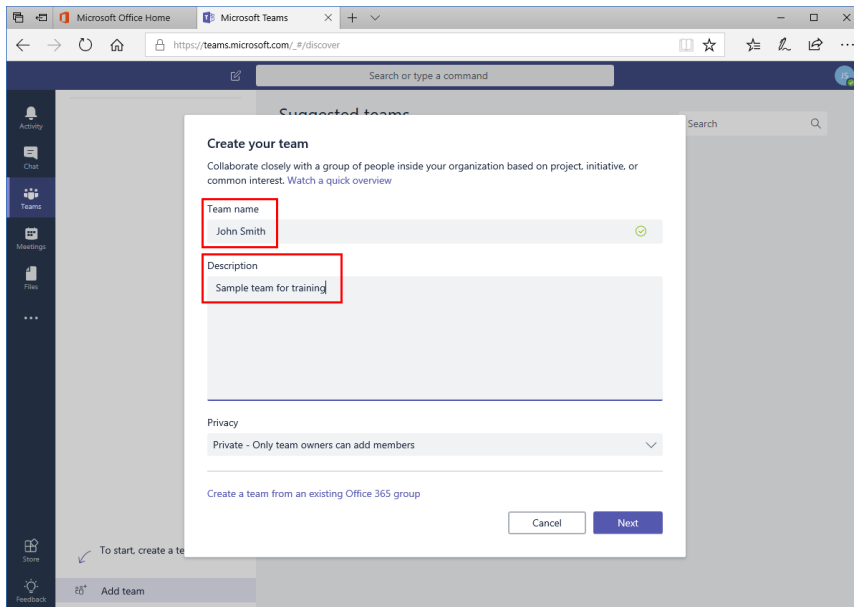 Microsoft Office Home
Microsoft Teams
https://teams.microsoft.com/_#/discover
Search or type a command
JS
Activity
Chat
Teams
Meetings
Files
Store
Feedback
Suggested teams
Search
Create your team
Collaborate closely with a group of people inside your organization based on project, initiative, or
common interest. Watch a quick overview
Team name
John Smith
Description
Sample team for training
Privacy
Private - Only team owners can add members
Create a team from an existing Office 365 group
Cancel
Next
To start, create a te
Add team